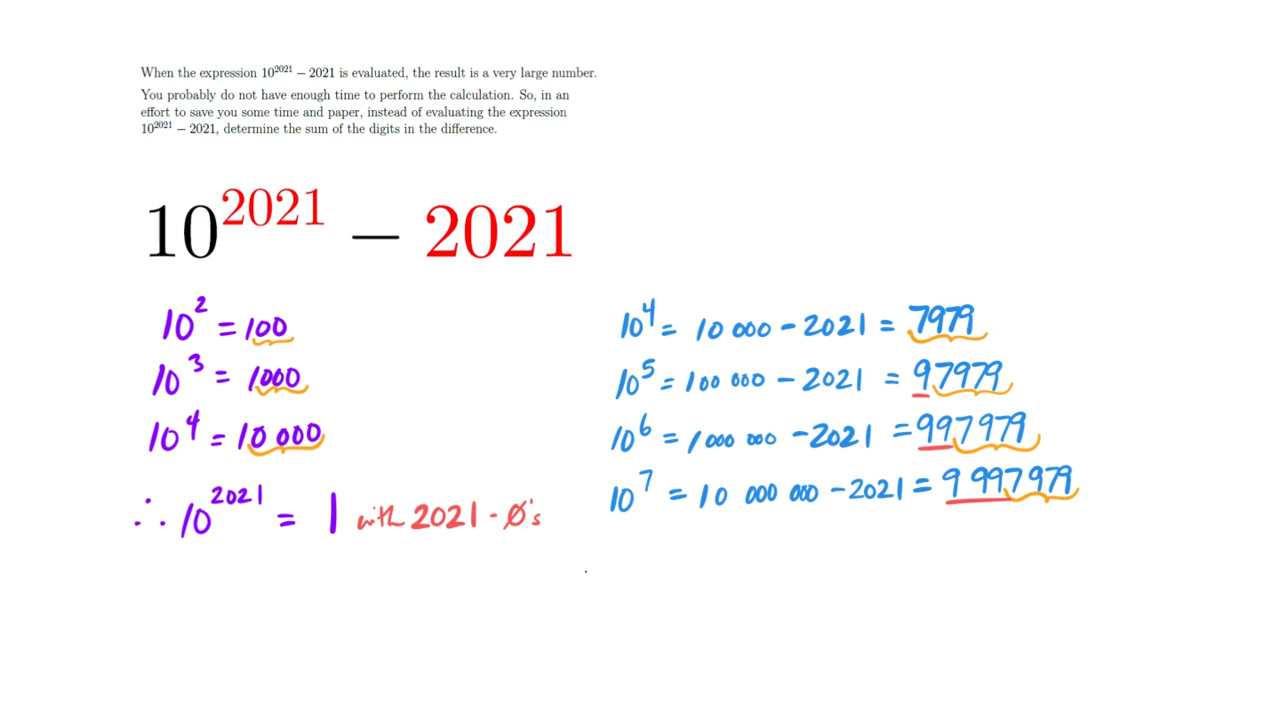 When the expression 10^2021 − 2021 is evaluated, the result is a very large number.
You probably do not have enough time to perform the calculation. So, in an
effort to save you some time and paper, instead of evaluating the expression
10^2021 − 2021, determine the sum of the digits in the difference.
10^2021 − 2021
10^2 = 100
10^3 = 1000
10^4 = 10 000
∴ 10^2021 = 1 with 2021 - 0's
10^4 = 10 000 - 2021 = 7979
10^5 = 100 000 - 2021 = 97979
10^6 = 1 000 000 - 2021 = 997979
10^7 = 10 000 000 - 2021 = 9 997979